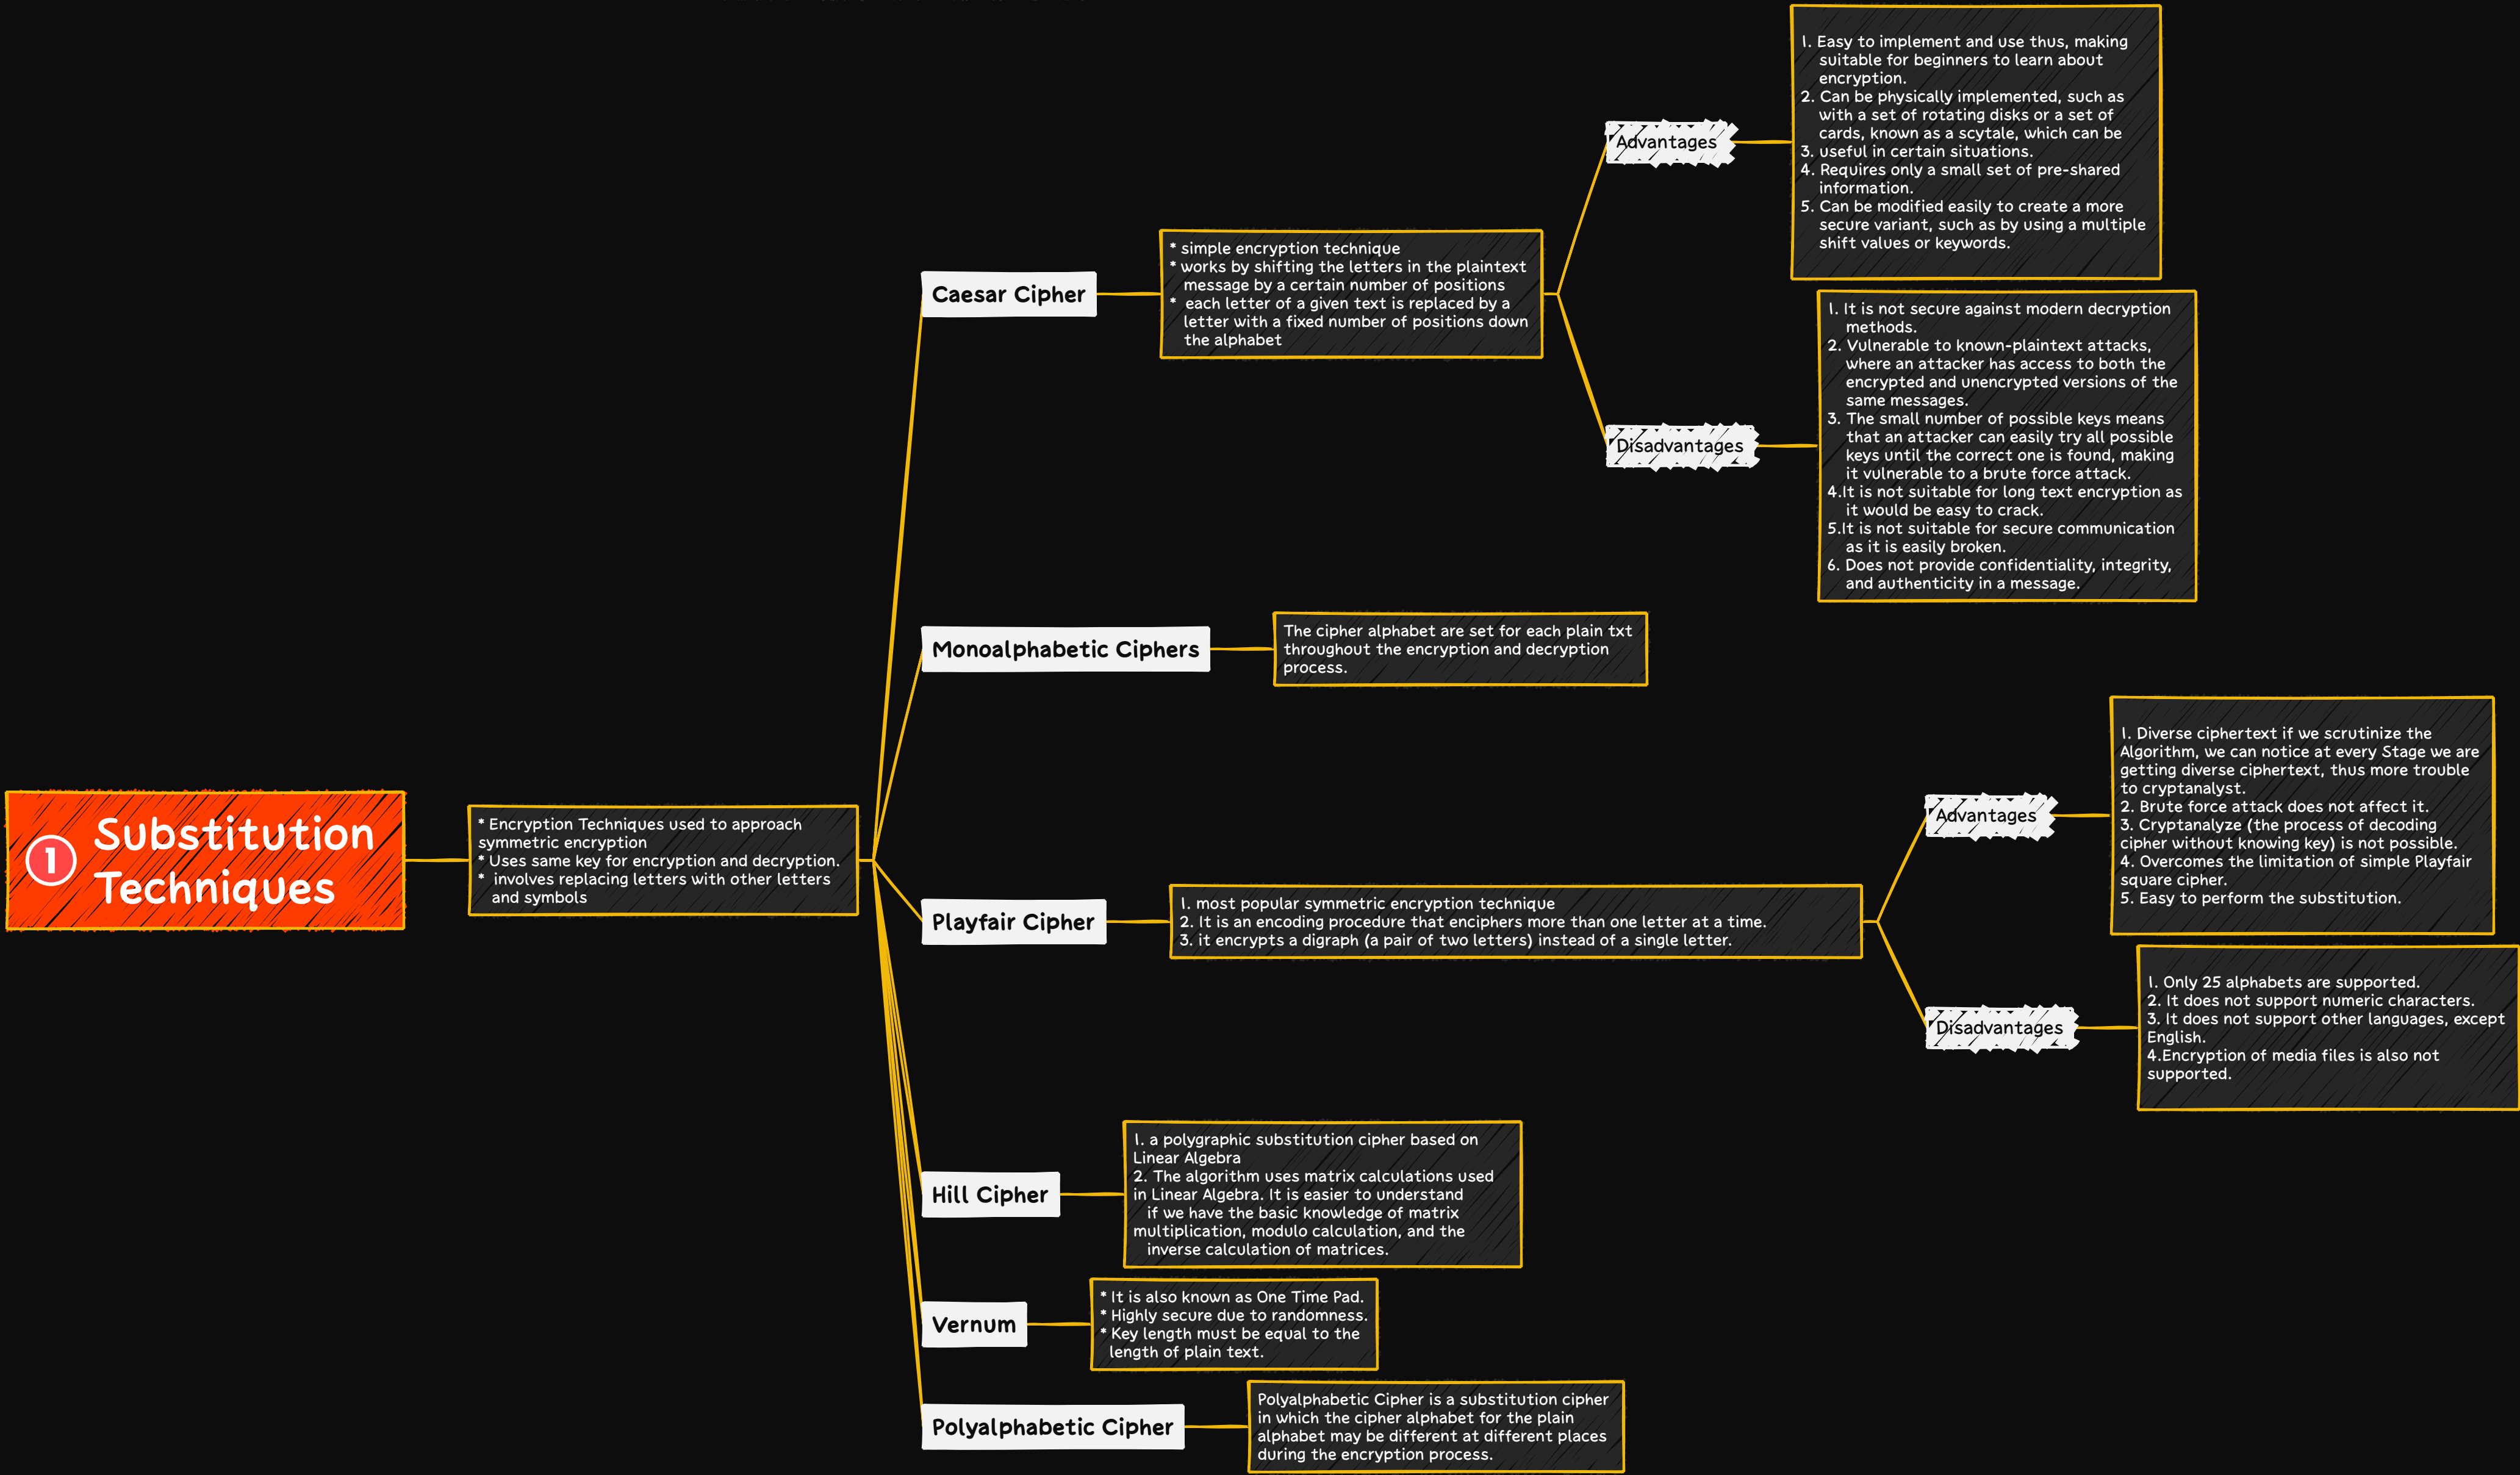 1
Substitution
Techniques
* Encryption Techniques used to approach
symmetric encryption
* Uses same key for encryption and decryption.
*  involves replacing letters with other letters
and symbols
Caesar Cipher
* simple encryption technique
* works by shifting the letters in the plaintext
message by a certain number of positions
*  each letter of a given text is replaced by a
letter with a fixed number of positions down
the alphabet
Advantages
1. Easy to implement and use thus, making
suitable for beginners to learn about
encryption.
2. Can be physically implemented, such as
with a set of rotating disks or a set of
cards, known as a scytale, which can be
3. useful in certain situations.
4. Requires only a small set of pre-shared
information.
5. Can be modified easily to create a more
secure variant, such as by using a multiple
shift values or keywords.
Disadvantages
1. It is not secure against modern decryption
methods.
2. Vulnerable to known-plaintext attacks,
where an attacker has access to both the
encrypted and unencrypted versions of the
same messages.
3. The small number of possible keys means
that an attacker can easily try all possible
keys until the correct one is found, making
it vulnerable to a brute force attack.
4.It is not suitable for long text encryption as
it would be easy to crack.
5.It is not suitable for secure communication
as it is easily broken.
6. Does not provide confidentiality, integrity,
and authenticity in a message.
Monoalphabetic Ciphers
The cipher alphabet are set for each plain txt
throughout the encryption and decryption
process.
Playfair Cipher
1. most popular symmetric encryption technique
2. It is an encoding procedure that enciphers more than one letter at a time.
3. it encrypts a digraph (a pair of two letters) instead of a single letter.
Advantages
1. Diverse ciphertext if we scrutinize the
Algorithm, we can notice at every Stage we are
getting diverse ciphertext, thus more trouble
to cryptanalyst.
2. Brute force attack does not affect it.
3. Cryptanalyze (the process of decoding
cipher without knowing key) is not possible.
4. Overcomes the limitation of simple Playfair
square cipher.
5. Easy to perform the substitution.
Disadvantages
1. Only 25 alphabets are supported.
2. It does not support numeric characters.
3. It does not support other languages, except
English.
4.Encryption of media files is also not
supported.
Hill Cipher
1. a polygraphic substitution cipher based on
Linear Algebra
2. The algorithm uses matrix calculations used
in Linear Algebra. It is easier to understand
if we have the basic knowledge of matrix
multiplication, modulo calculation, and the
inverse calculation of matrices.
Vernum
* It is also known as One Time Pad.
* Highly secure due to randomness.
* Key length must be equal to the
length of plain text.
Polyalphabetic Cipher
Polyalphabetic Cipher is a substitution cipher
in which the cipher alphabet for the plain
alphabet may be different at different places
during the encryption process.